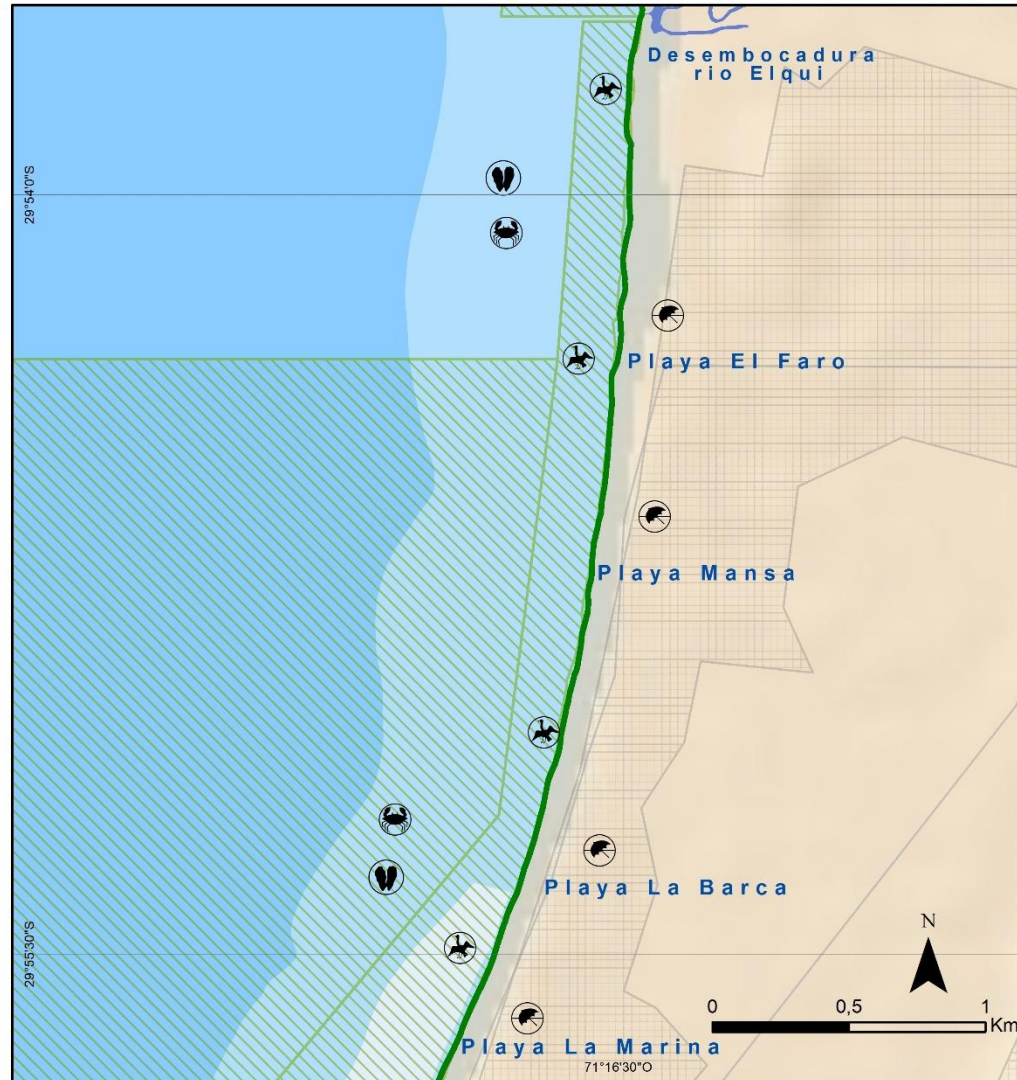 Desembocadura
rio Elqui
29°54'0"S
Playa El Faro
Playa Mansa
Playa La Barca
29°55'30"S
N
0 0,5 1
Km
Playa La Marina
71°16'30"O